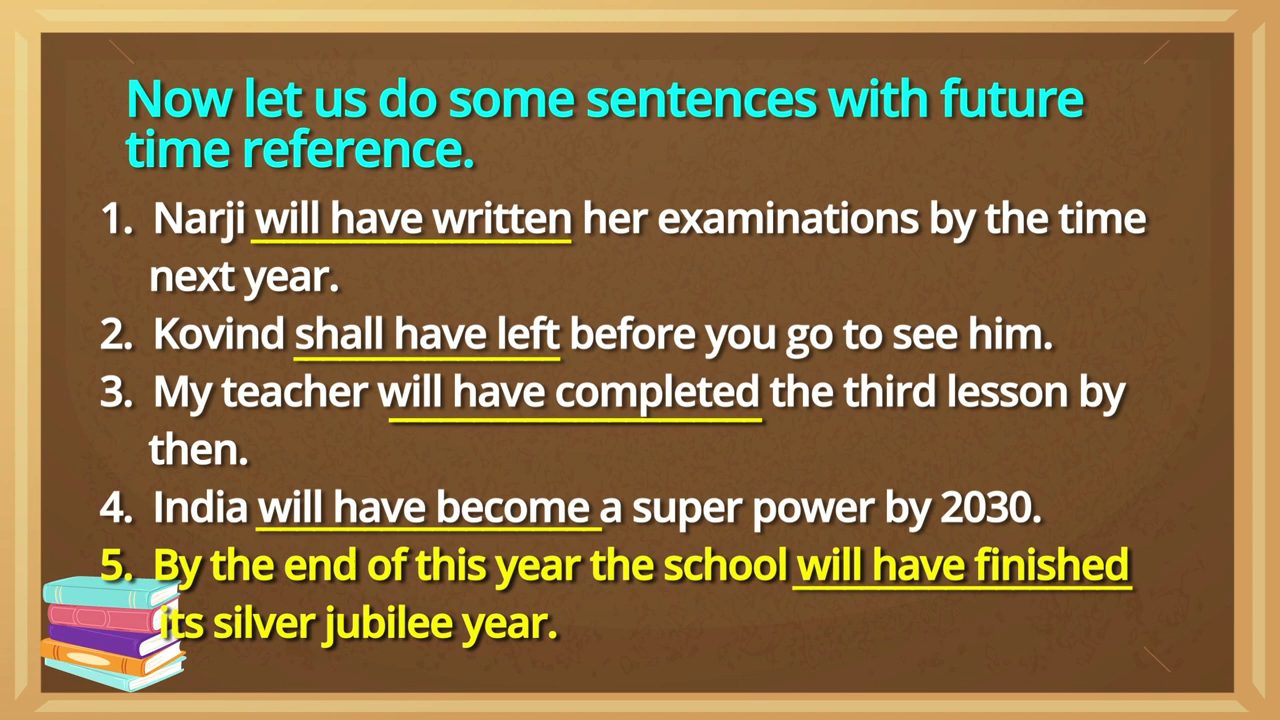 Now let us do some sentences with future
time reference.
1. Narji will have written her examinations by the time
next year.
2. Kovind shall have left before you go to see him.
3. My teacher will have completed the third lesson by
then.
4. India will have become a super power by 2030.
5. By the end of this year the school will have finished
its silver jubilee year.